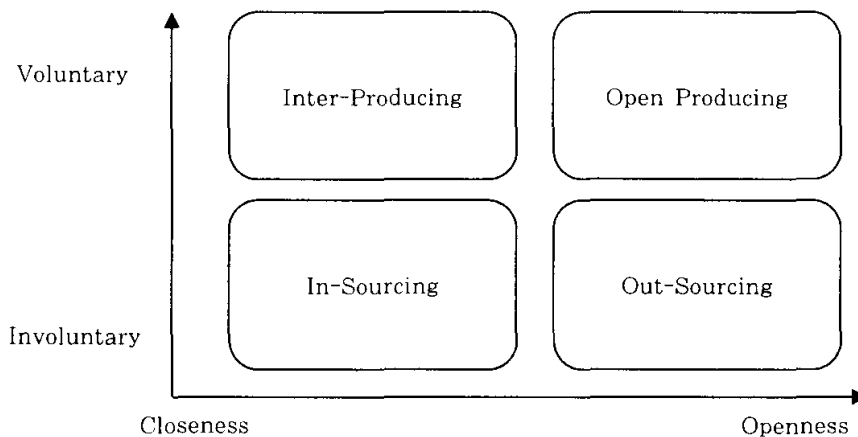 Voluntary
Inter-Producing
Open Producing
In-Sourcing
Out-Sourcing
Involuntary
Closeness
Openness